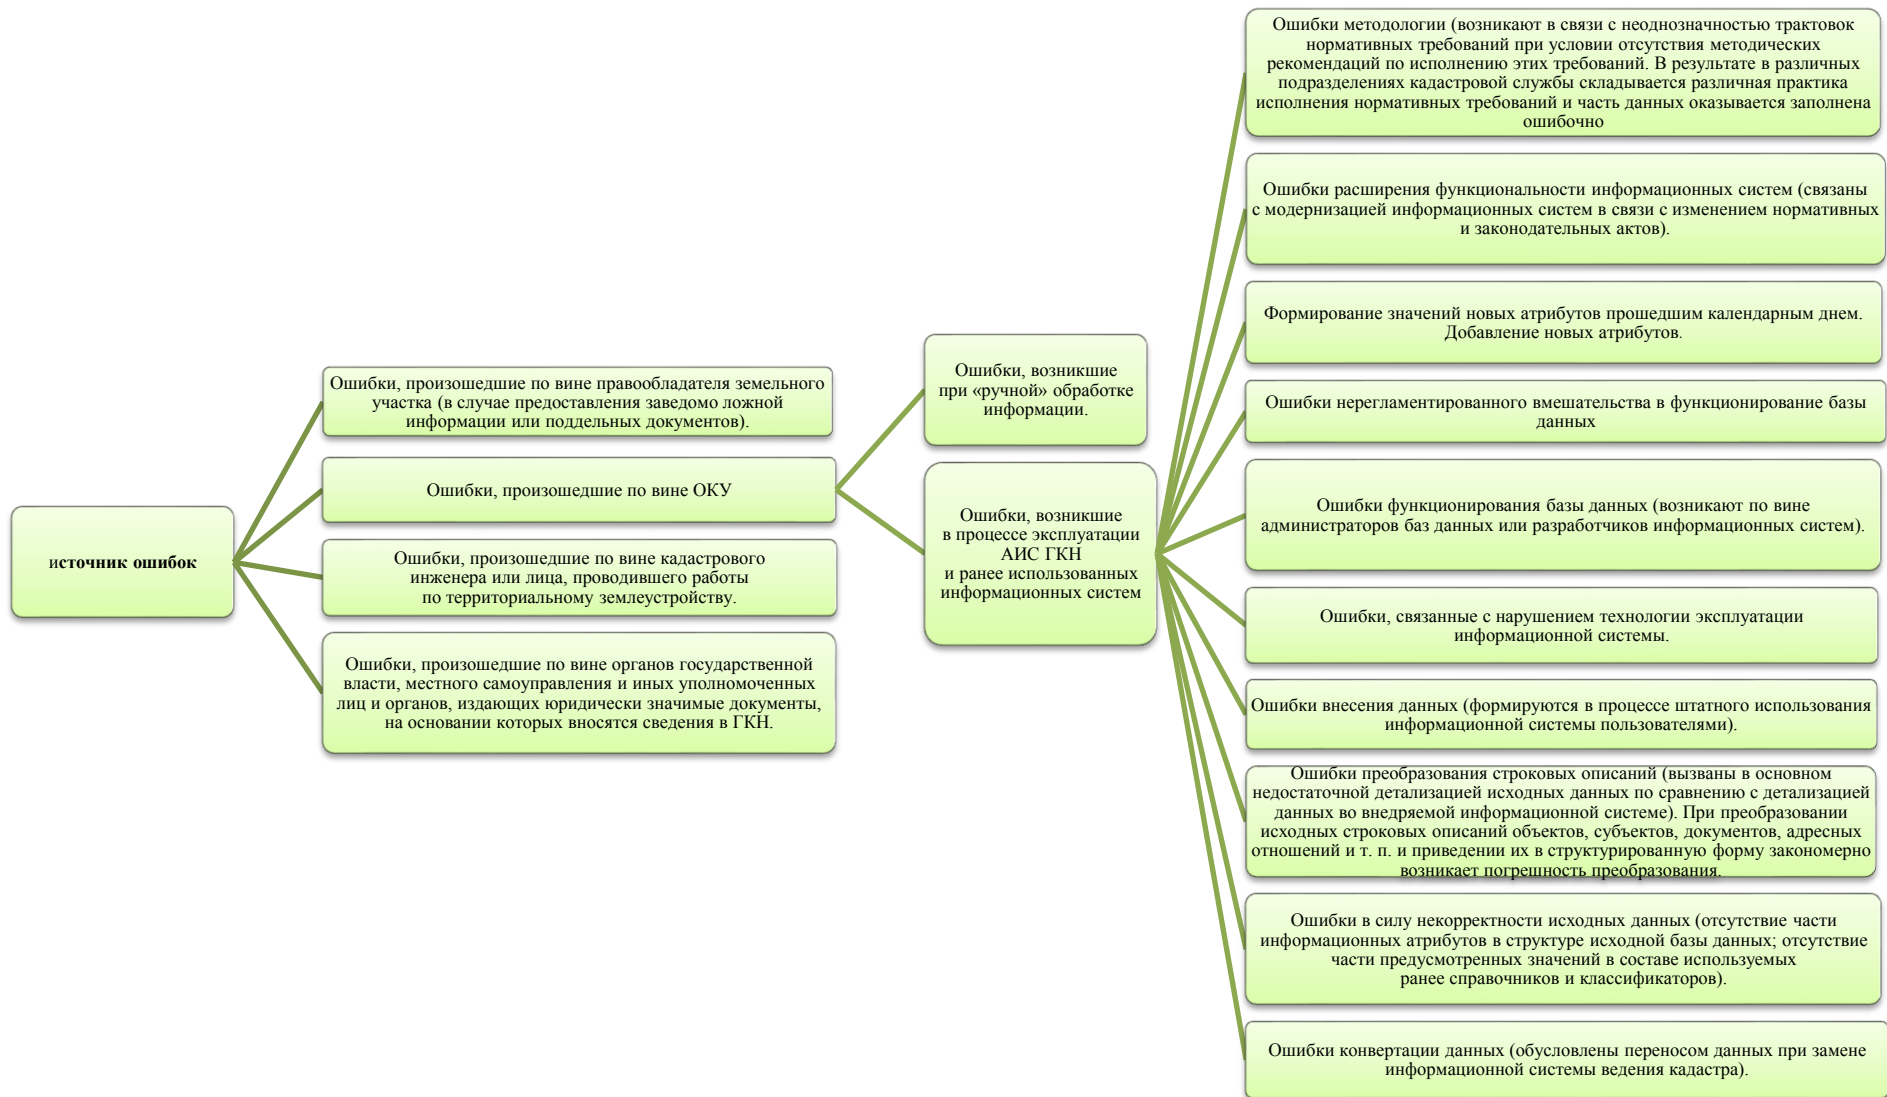 источник ошибок
Ошибки, произошедшие по вине правообладателя земельного
участка (в случае предоставления заведомо ложной
информации или поддельных документов).
Ошибки, произошедшие по вине ОКУ
Ошибки, произошедшие по вине кадастрового
инженера или лица, проводившего работы
по территориальному землеустройству.
Ошибки, произошедшие по вине органов государственной
власти, местного самоуправления и иных уполномоченных
лиц и органов, издающих юридически значимые документы,
на основании которых вносятся сведения в ГКН.
Ошибки, возникшие
при «ручной» обработке
информации.
Ошибки, возникшие
в процессе эксплуатации
АИС ГКН
и ранее использованных
информационных систем
Ошибки методологии (возникают в связи с неоднозначностью трактовок
нормативных требований при условии отсутствия методических
рекомендаций по исполнению этих требований. В результате в различных
подразделениях кадастровой службы складывается различная практика
исполнения нормативных требований и часть данных оказывается заполнена
ошибочно
Ошибки расширения функциональности информационных систем (связаны
с модернизацией информационных систем в связи с изменением нормативных
и законодательных актов).
Формирование значений новых атрибутов прошедшим календарным днем.
Добавление новых атрибутов.
Ошибки нерегламентированного вмешательства в функционирование базы
данных
Ошибки функционирования базы данных (возникают по вине
администраторов баз данных или разработчиков информационных систем).
Ошибки, связанные с нарушением технологии эксплуатации
информационной системы.
Ошибки внесения данных (формируются в процессе штатного использования
информационной системы пользователями).
Ошибки преобразования строковых описаний (вызваны в основном
недостаточной детализацией исходных данных по сравнению с детализацией
данных во внедряемой информационной системе). При преобразовании
исходных строковых описаний объектов, субъектов, документов, адресных
отношений и т. п. и приведении их в структурированную форму закономерно
возникает погрешность преобразования.
Ошибки в силу некорректности исходных данных (отсутствие части
информационных атрибутов в структуре исходной базы данных; отсутствие
части предусмотренных значений в составе используемых
ранее справочников и классификаторов).
Ошибки конвертации данных (обусловлены переносом данных при замене
информационной системы ведения кадастра).